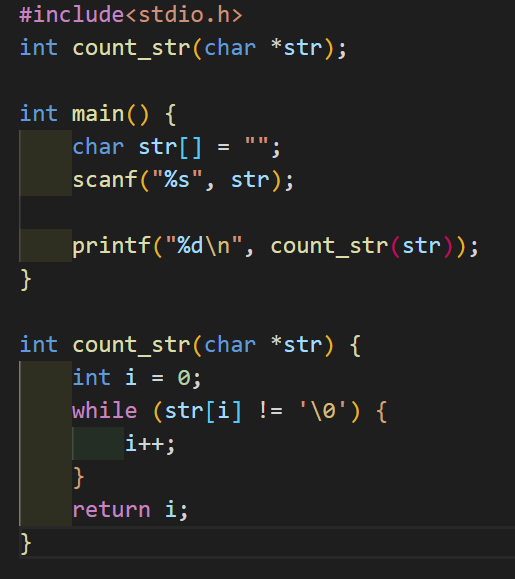 #include<stdio.h>
int count_str(char *str);

int main() {
    char str[] = "";
    scanf("%s", str);

    printf("%d\n", count_str(str));
}

int count_str(char *str) {
    int i = 0;
    while (str[i] != '\0') {
        i++;
    }
    return i;
}